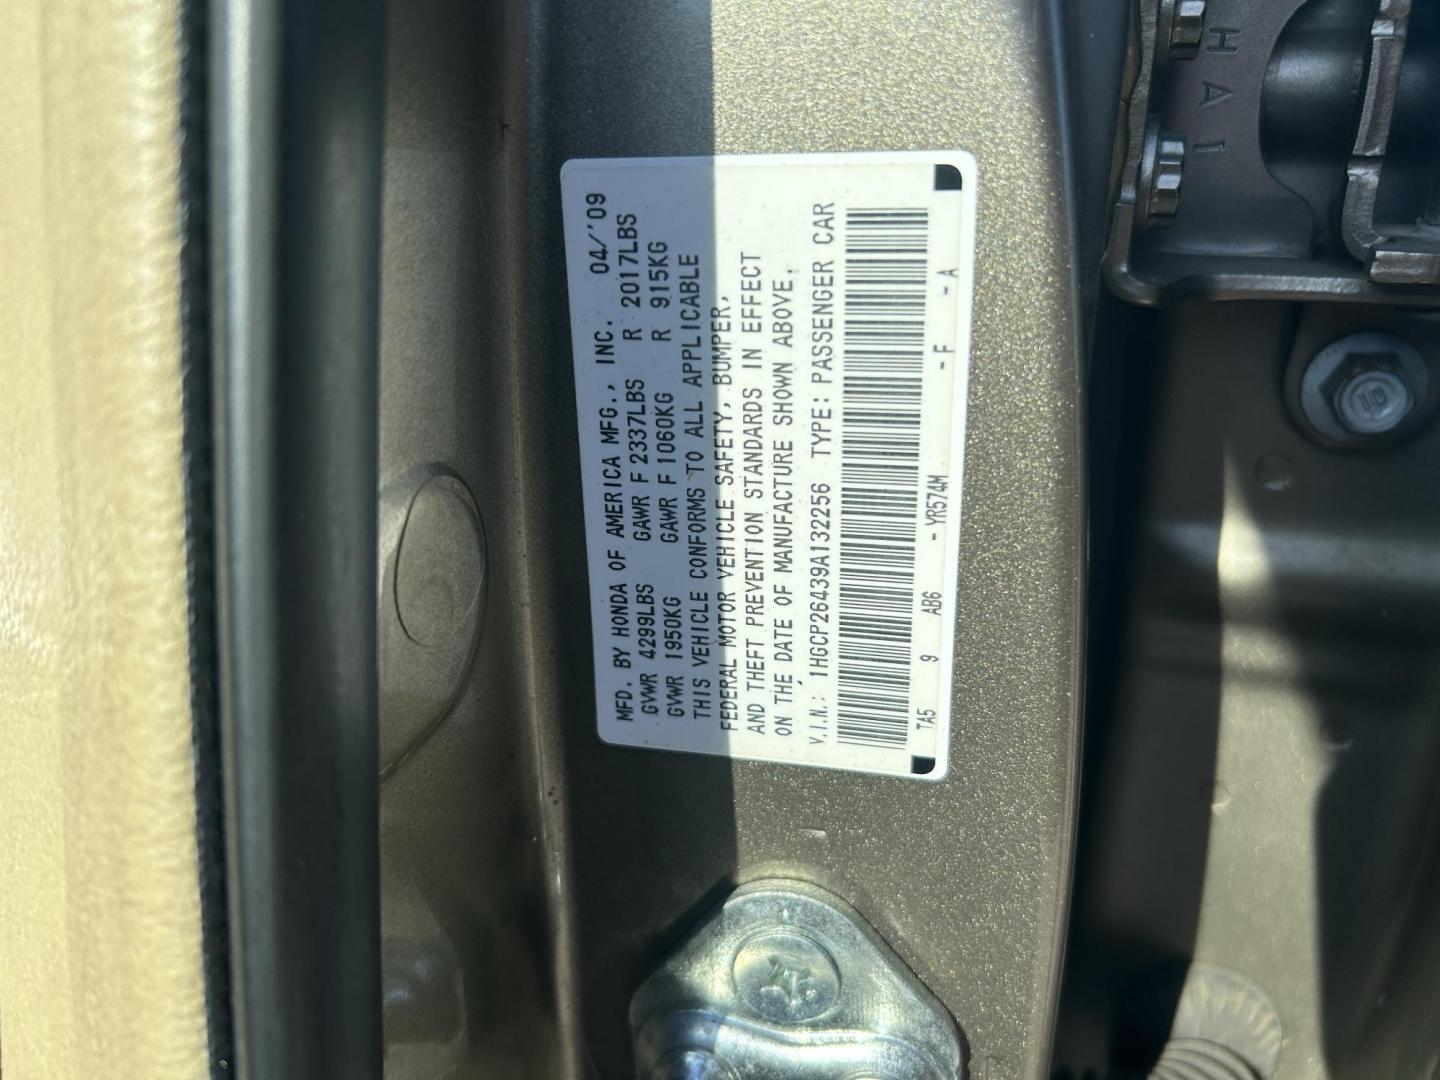 MFD. BY HONDA OF AMERICA MFG., INC. 04/'09
GVWR 4299LBS GAWR F 2337LBS R 2017LBS
GVWR 1950KG GAWR F 1060KG R 915KG
THIS VEHICLE CONFORMS TO ALL APPLICABLE
FEDERAL MOTOR VEHICLE SAFETY, BUMPER,
AND THEFT PREVENTION STANDARDS IN EFFECT
ON THE DATE OF MANUFACTURE SHOWN ABOVE.
V.I.N.: 1HGCP26439A132256 TYPE: PASSENGER CAR
TA5 9 AB6 - YR574M - F - A
HAI
10